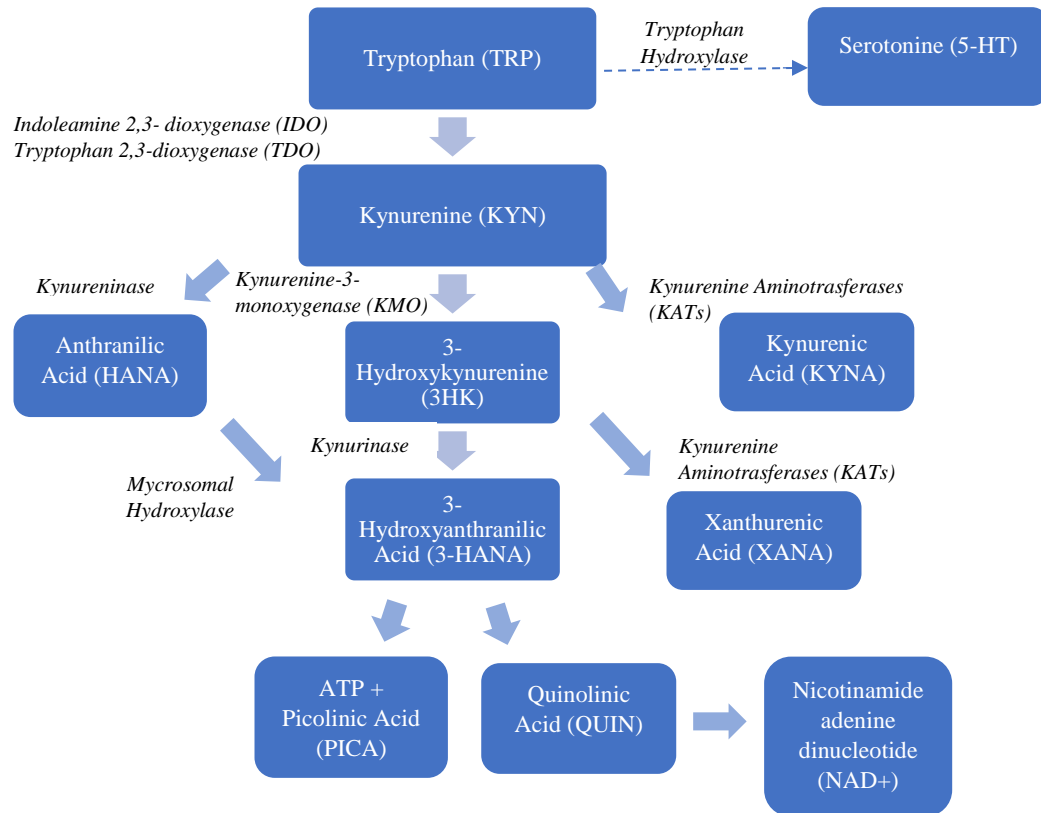 Tryptophan (TRP)
Tryptophan
Hydroxylase
Serotonine (5-HT)
Indoleamine 2,3- dioxygenase (IDO)
Tryptophan 2,3-dioxygenase (TDO)
Kynurenine (KYN)
Kynureninase
Kynurenine-3-
monoxygenase (KMO)
Kynurenine Aminotrasferases
(KATs)
Anthranilic
Acid (HANA)
3-
Hydroxykynurenine
(3HK)
Kynurenic
Acid (KYNA)
Kynurinase
Kynurenine
Aminotrasferases (KATs)
Mycrosomal
Hydroxylase
3-
Hydroxyanthranilic
Acid (3-HANA)
Xanthurenic
Acid (XANA)
ATP +
Picolinic Acid
(PICA)
Quinolinic
Acid (QUIN)
Nicotinamide
adenine
dinucleotide
(NAD+)